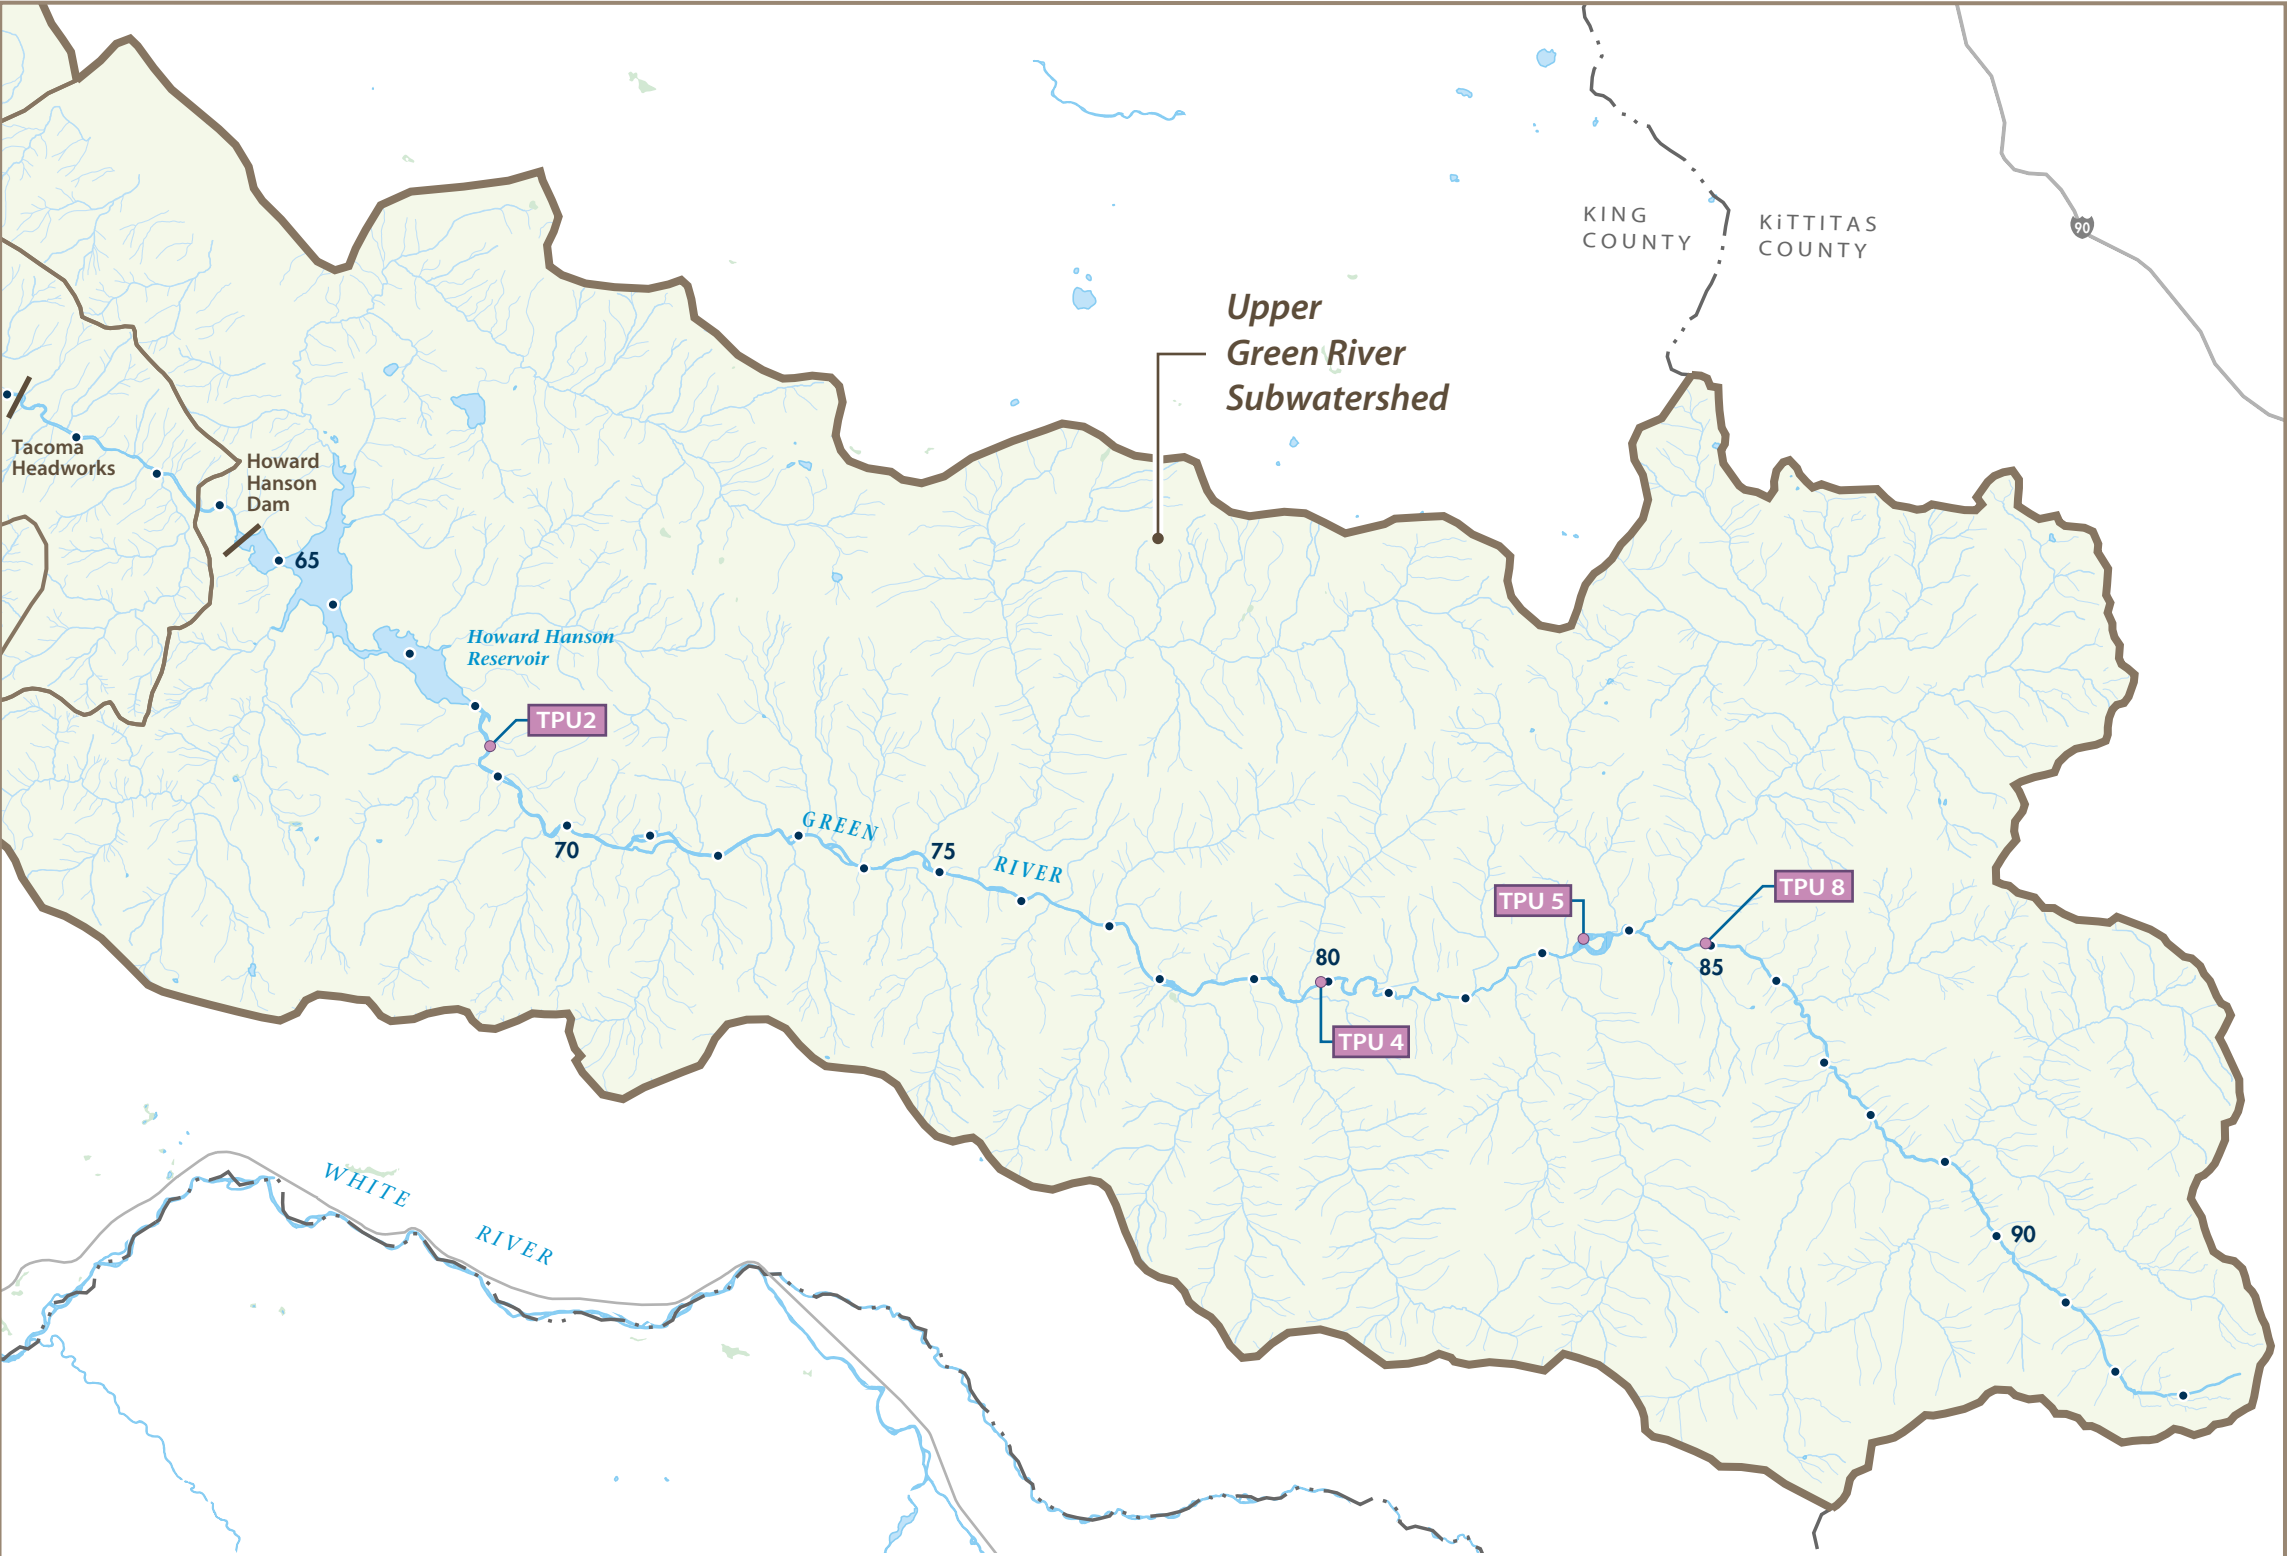 KING
COUNTY
KiTTITAS
COUNTY
90
Upper
Green River
Subwatershed
Tacoma
Headworks
Howard
Hanson
Dam
65
Howard Hanson
Reservoir
TPU2
70
GREEN
75
RIVER
TPU 5
TPU 8
80
85
TPU 4
WHITE
RIVER
90